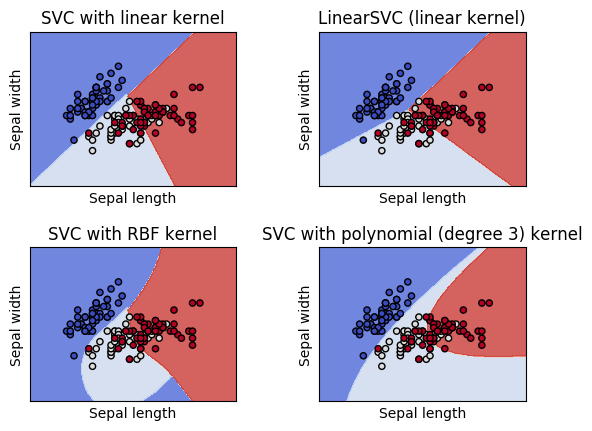 SVC with linear kernel
LinearSVC (linear kernel)
Sepal width
Sepal width
Sepal length
Sepal length
SVC with RBF kernel
SVC with polynomial (degree 3) kernel
Sepal width
Sepal width
Sepal length
Sepal length